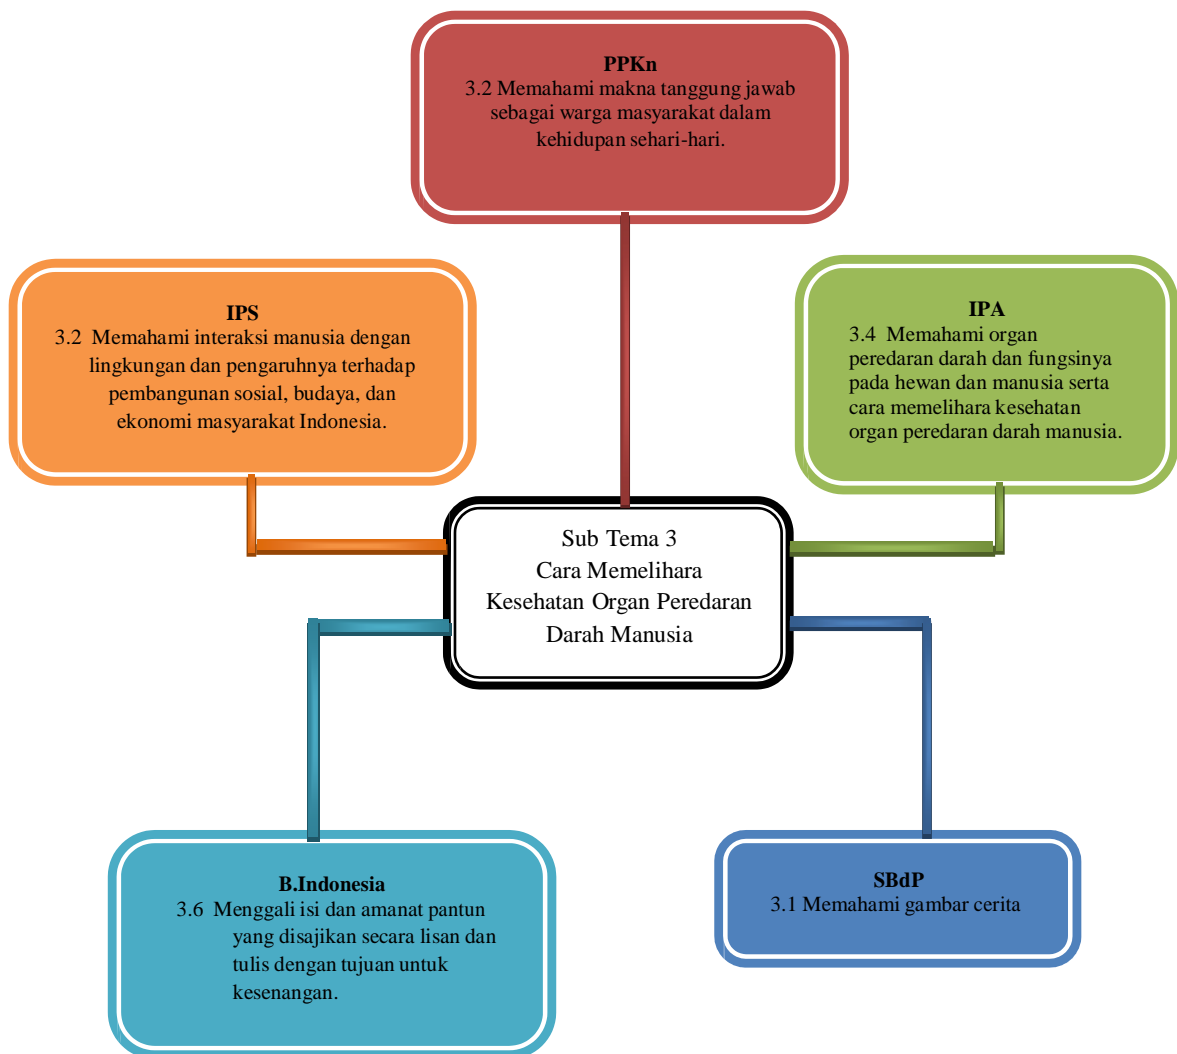 PPKn
3.2 Memahami makna tanggung jawab
sebagai warga masyarakat dalam
kehidupan sehari-hari.
IPS
3.2 Memahami interaksi manusia dengan
lingkungan dan pengaruhnya terhadap
pembangunan sosial, budaya, dan
ekonomi masyarakat Indonesia.
IPA
3.4 Memahami organ
peredaran darah dan fungsinya
pada hewan dan manusia serta
cara memelihara kesehatan
organ peredaran darah manusia.
Sub Tema 3
Cara Memelihara
Kesehatan Organ Peredaran
Darah Manusia
B.Indonesia
3.6 Menggali isi dan amanat pantun
yang disajikan secara lisan dan
tulis dengan tujuan untuk
kesenangan.
SBdP
3.1 Memahami gambar cerita